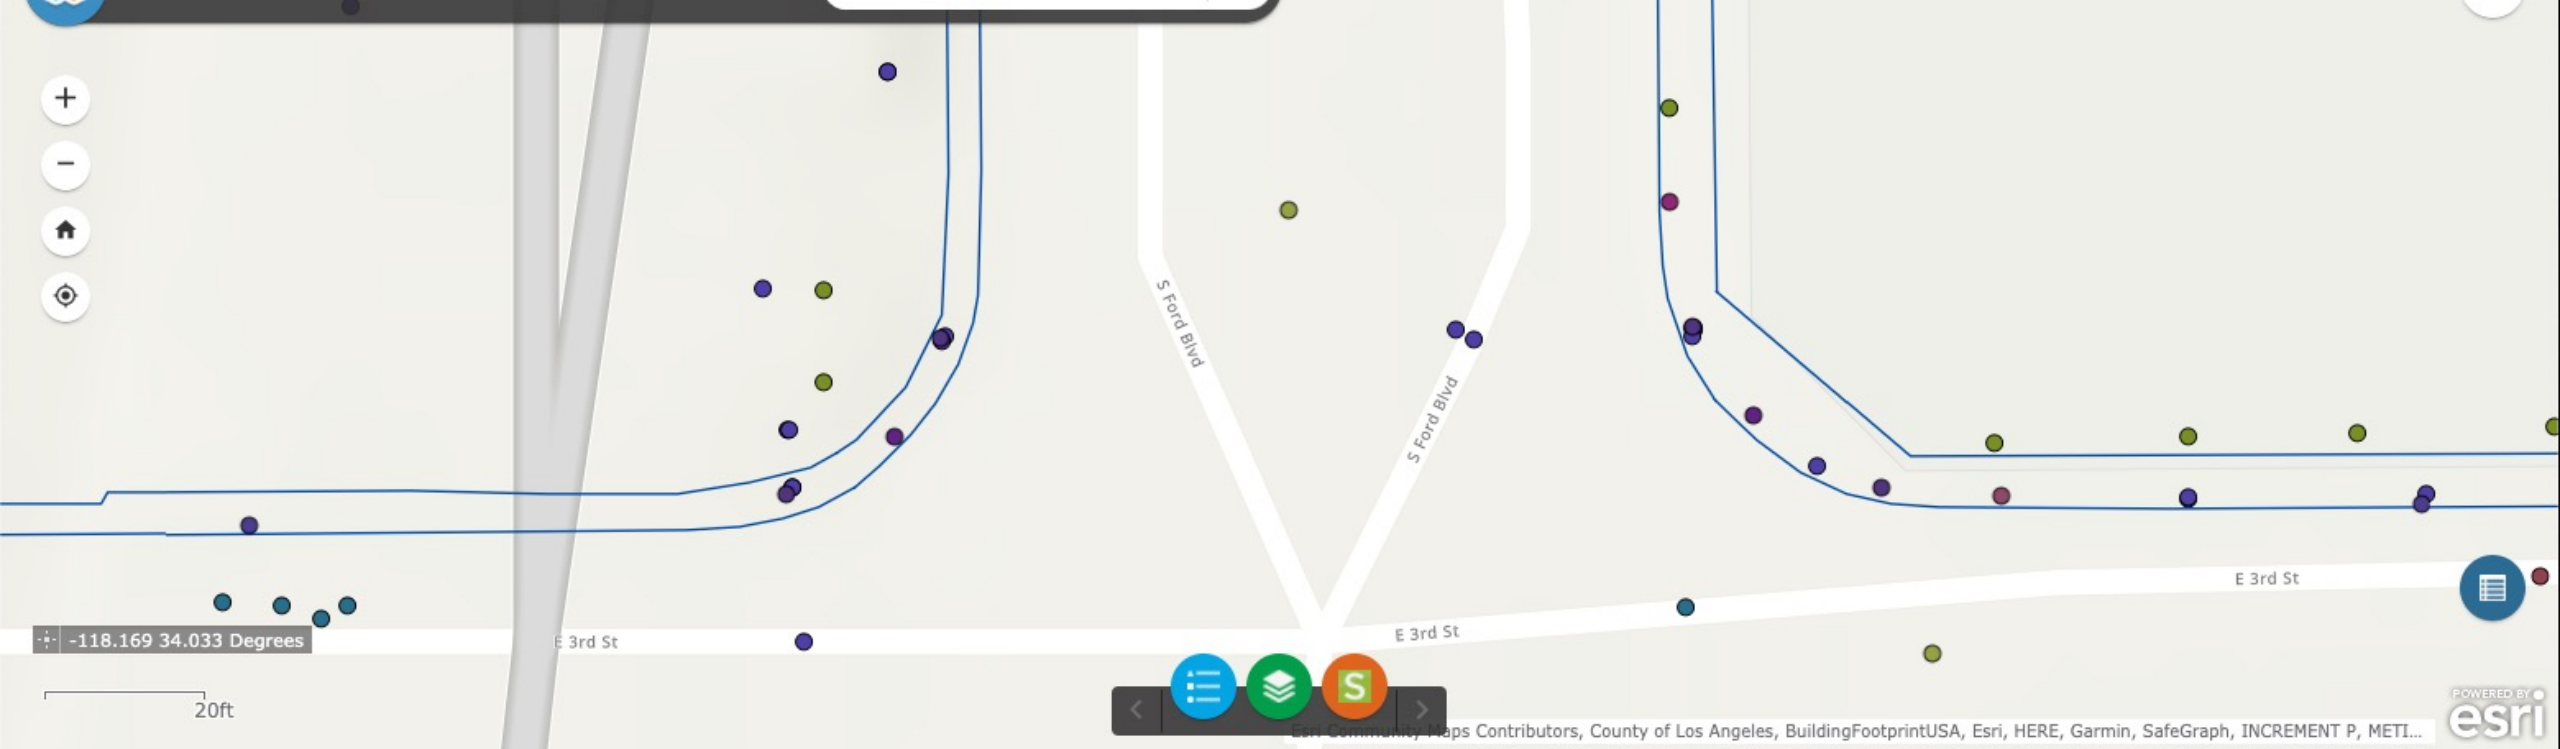 +
−
S Ford Blvd
S Ford Blvd
-118.169 34.033 Degrees
E 3rd St
E 3rd St
E 3rd St
20ft
S
POWERED BY
esri
Esri Community Maps Contributors, County of Los Angeles, BuildingFootprintUSA, Esri, HERE, Garmin, SafeGraph, INCREMENT P, METI...